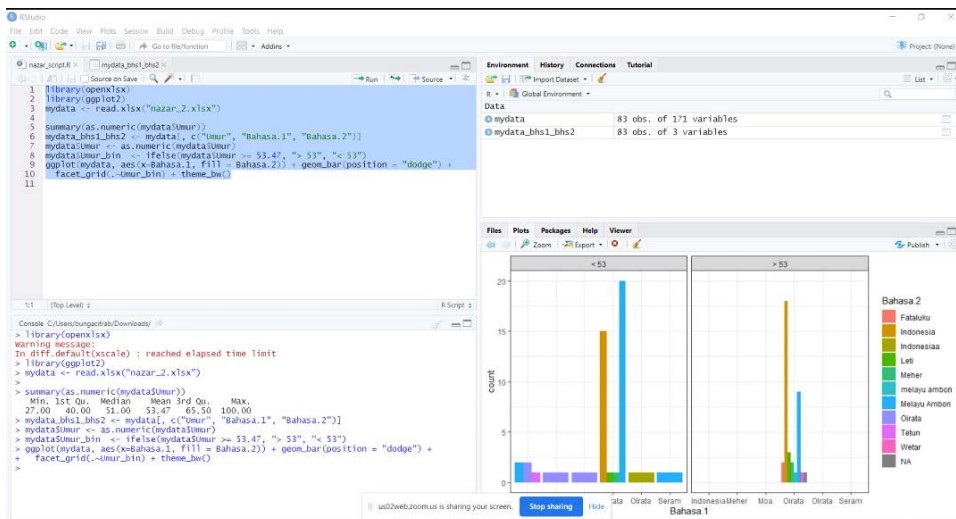 RStudio
File Edit Code View Plots Session Build Debug Profile Tools Help
Go to file/function Addins Project: (None)
nazar_script.R mydata_bhs1_bhs2
Source on Save Run Source
1 library(openxlsx)
2 library(ggplot2)
3 mydata <- read.xlsx("nazar_2.xlsx")
4
5 summary(as.numeric(mydata$Umur))
6 mydata_bhs1_bhs2 <- mydata[, c("Umur", "Bahasa.1", "Bahasa.2")]
7 mydata$Umur <- as.numeric(mydata$Umur)
8 mydata$Umur_bin <- ifelse(mydata$Umur >= 53.47, "> 53", "< 53")
9 ggplot(mydata, aes(x=Bahasa.1, fill = Bahasa.2)) + geom_bar(position = "dodge") +
10 facet_grid(.~Umur_bin) + theme_bw()
11
1:1 (Top Level) R Script
Console C:/Users/bungacitrab/Downloads/
> library(openxlsx)
Warning message:
In diff.default(xscale) : reached elapsed time limit
> library(ggplot2)
> mydata <- read.xlsx("nazar_2.xlsx")
>
> summary(as.numeric(mydata$Umur))
Min. 1st Qu. Median Mean 3rd Qu. Max.
27.00 40.00 51.00 53.47 65.50 100.00
> mydata_bhs1_bhs2 <- mydata[, c("Umur", "Bahasa.1", "Bahasa.2")]
> mydata$Umur <- as.numeric(mydata$Umur)
> mydata$Umur_bin <- ifelse(mydata$Umur >= 53.47, "> 53", "< 53")
> ggplot(mydata, aes(x=Bahasa.1, fill = Bahasa.2)) + geom_bar(position = "dodge") +
+ facet_grid(.~Umur_bin) + theme_bw()
>
Environment History Connections Tutorial
Import Dataset List
R Global Environment
Data
mydata 83 obs. of 171 variables
mydata_bhs1_bhs2 83 obs. of 3 variables
Files Plots Packages Help Viewer
Zoom Export Publish
< 53 > 53
20
15
10
5
0
count
Oirata Seram Indonesia Meher Moa Oirata Oirata Seram
Bahasa.1
Bahasa.2
Fataluku
Indonesia
Indonesiaa
Leti
Meher
melayu ambon
Melayu Ambon
Oirata
Tetun
Wetar
NA
us02web.zoom.us is sharing your screen. Stop sharing Hide